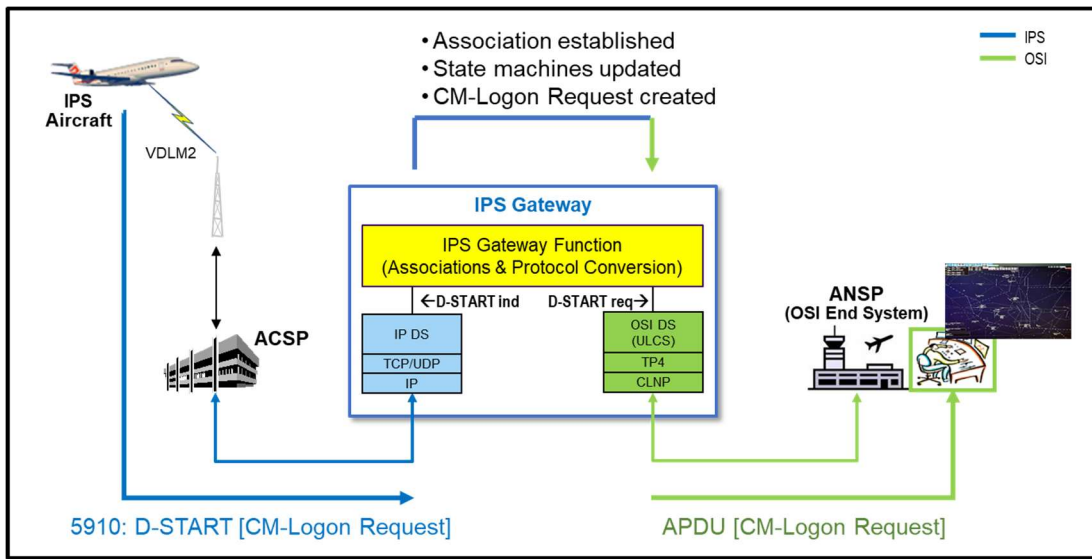 • Association established
• State machines updated
• CM-Logon Request created
IPS
OSI
IPS
Aircraft
VDLM2
IPS Gateway
IPS Gateway Function
(Associations & Protocol Conversion)
←D-START ind
D-START req→
IP DS
TCP/UDP
IP
OSI DS
(ULCS)
TP4
CLNP
ACSP
ANSP
(OSI End System)
5910: D-START [CM-Logon Request]
APDU [CM-Logon Request]